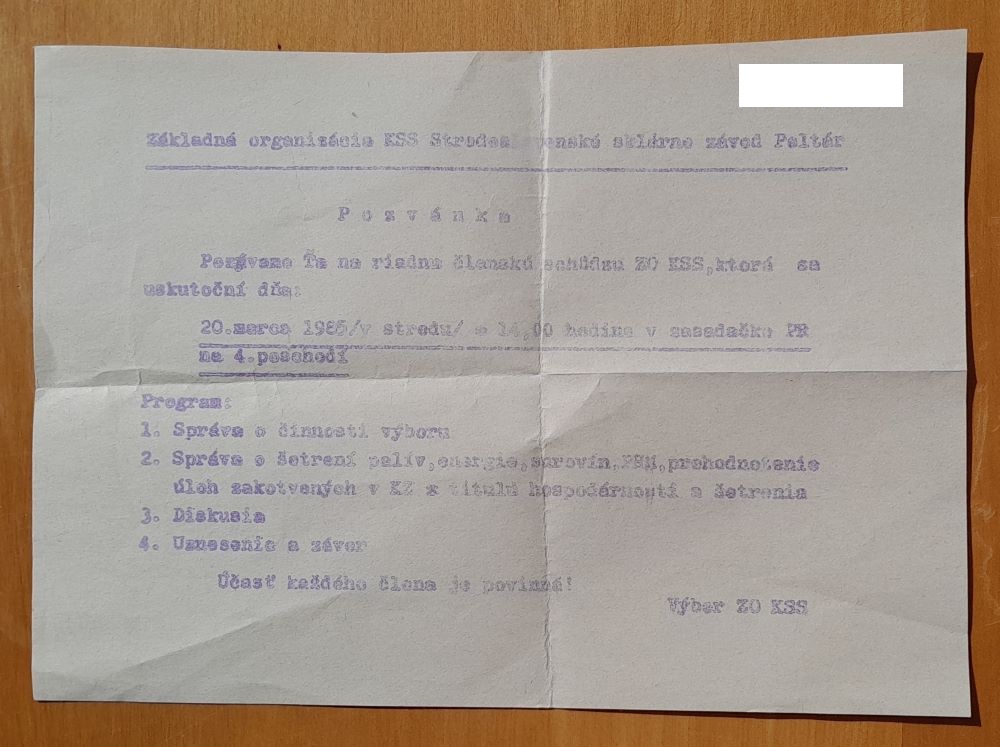 Základná organizácia KSS Stredoslovenské sklárne závod Poltár
P o z v á n k a
Pozývame Ťa na riadnu členskú schôdzu ZO KSS,ktorá sa
uskutoční dňa:
20.marca 1985/v stredu/ o 14,00 hodine v zasadačke PR
na 4.poschodí
Program:
1. Správa o činnosti výboru
2. Správa o šetrení palív,energie,surovín,PHM,prehodnotenie
úloh zakotvených v KZ z titulu hospodárnosti a šetrenia
3. Diskusia
4. Uznesenie a záver
Účasť každého člena je povinná!
Výbor ZO KSS